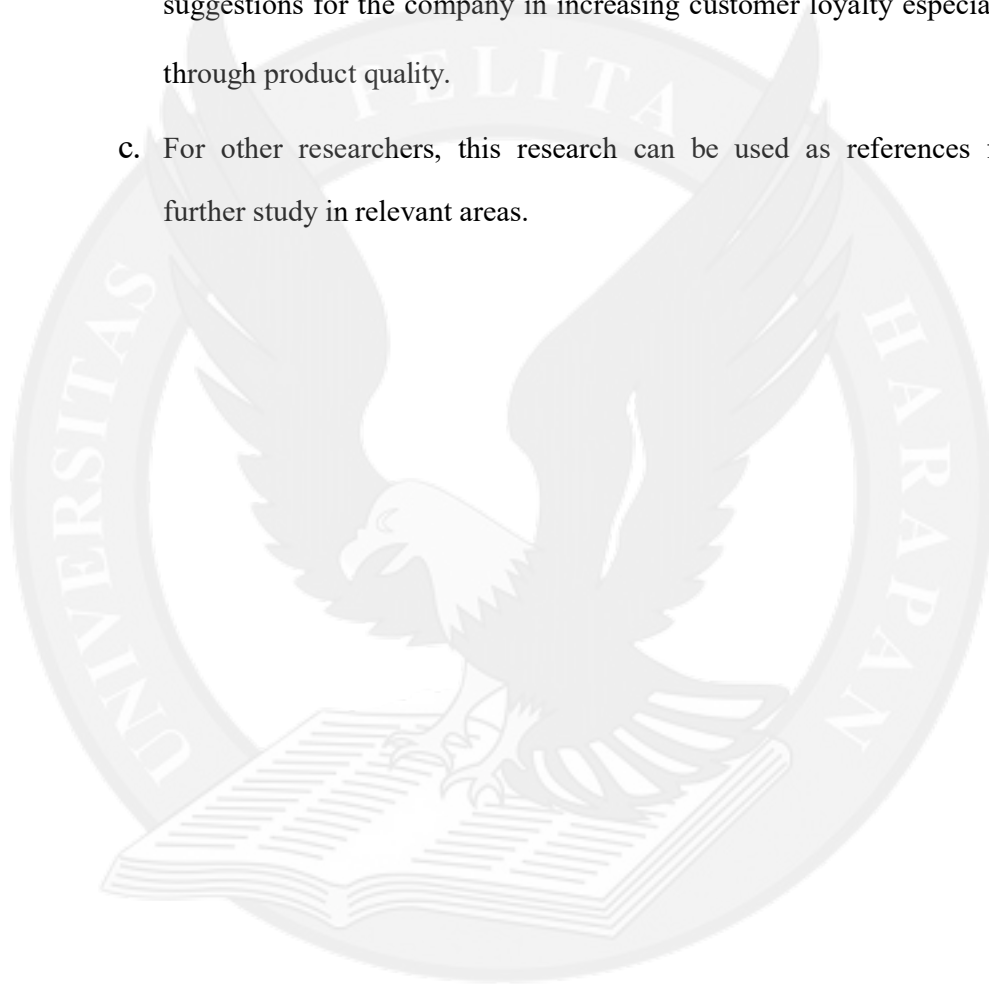 suggestions for the company in increasing customer loyalty
through product quality.
c. For other researchers, this research can be used as references
further study in relevant areas.
UNIVERSITAS PELITA HARAPAN